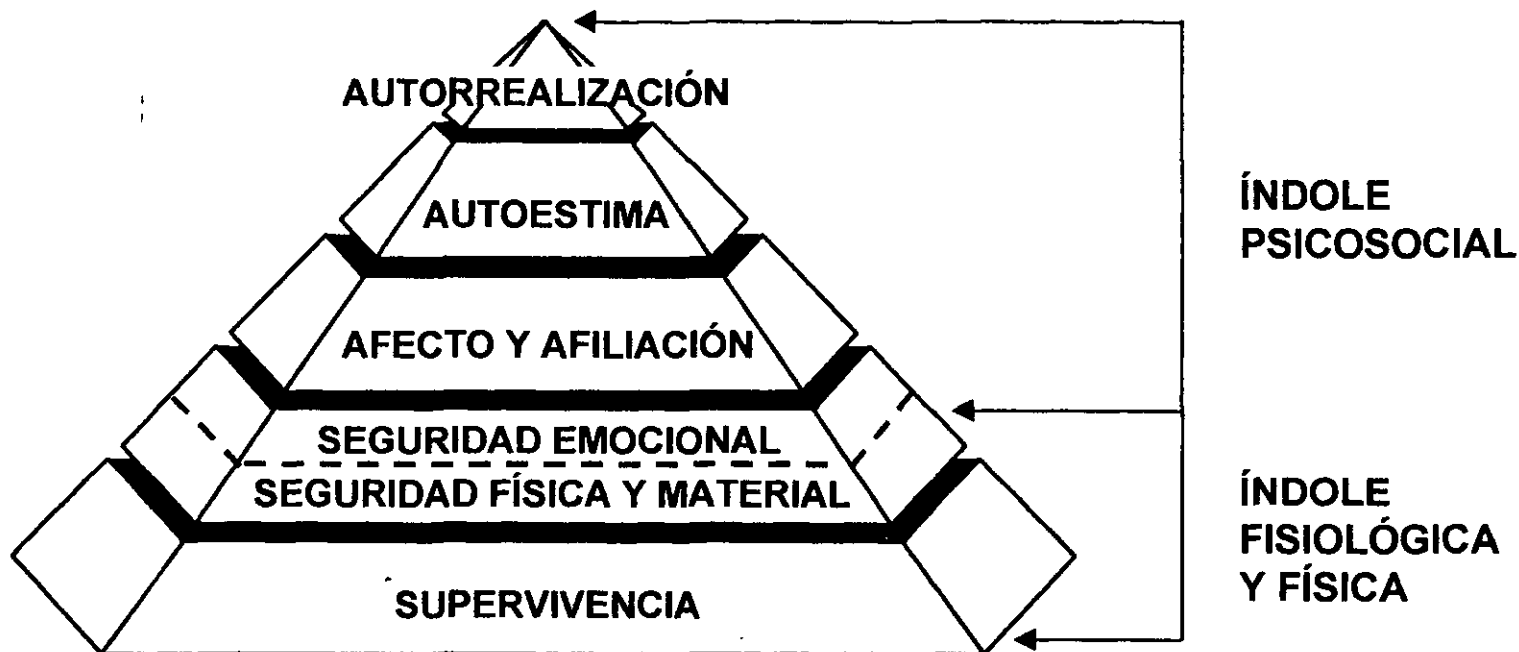 AUTORREALIZACIÓN
AUTOESTIMA
AFECTO Y AFILIACIÓN
SEGURIDAD EMOCIONAL
SEGURIDAD FÍSICA Y MATERIAL
SUPERVIVENCIA
ÍNDOLE
PSICOSOCIAL
ÍNDOLE
FISIOLÓGICA
Y FÍSICA